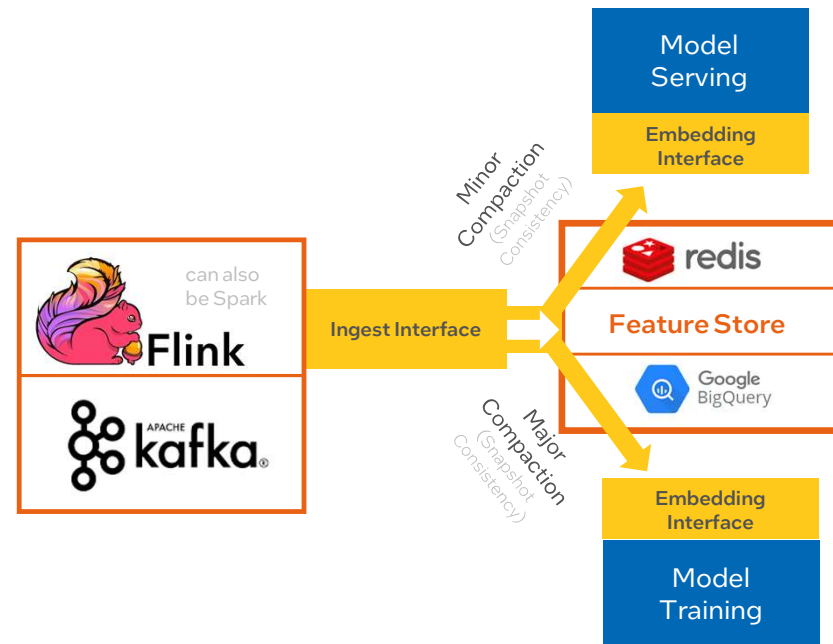 Model
Serving
Embedding
Interface
Minor
Compaction
(Snapshot
Consistency)
redis
can also
be Spark
Flink
Ingest Interface
Feature Store
Google
BigQuery
APACHE
kafka®
Major
Compaction
(Snapshot
Consistency)
Embedding
Interface
Model
Training